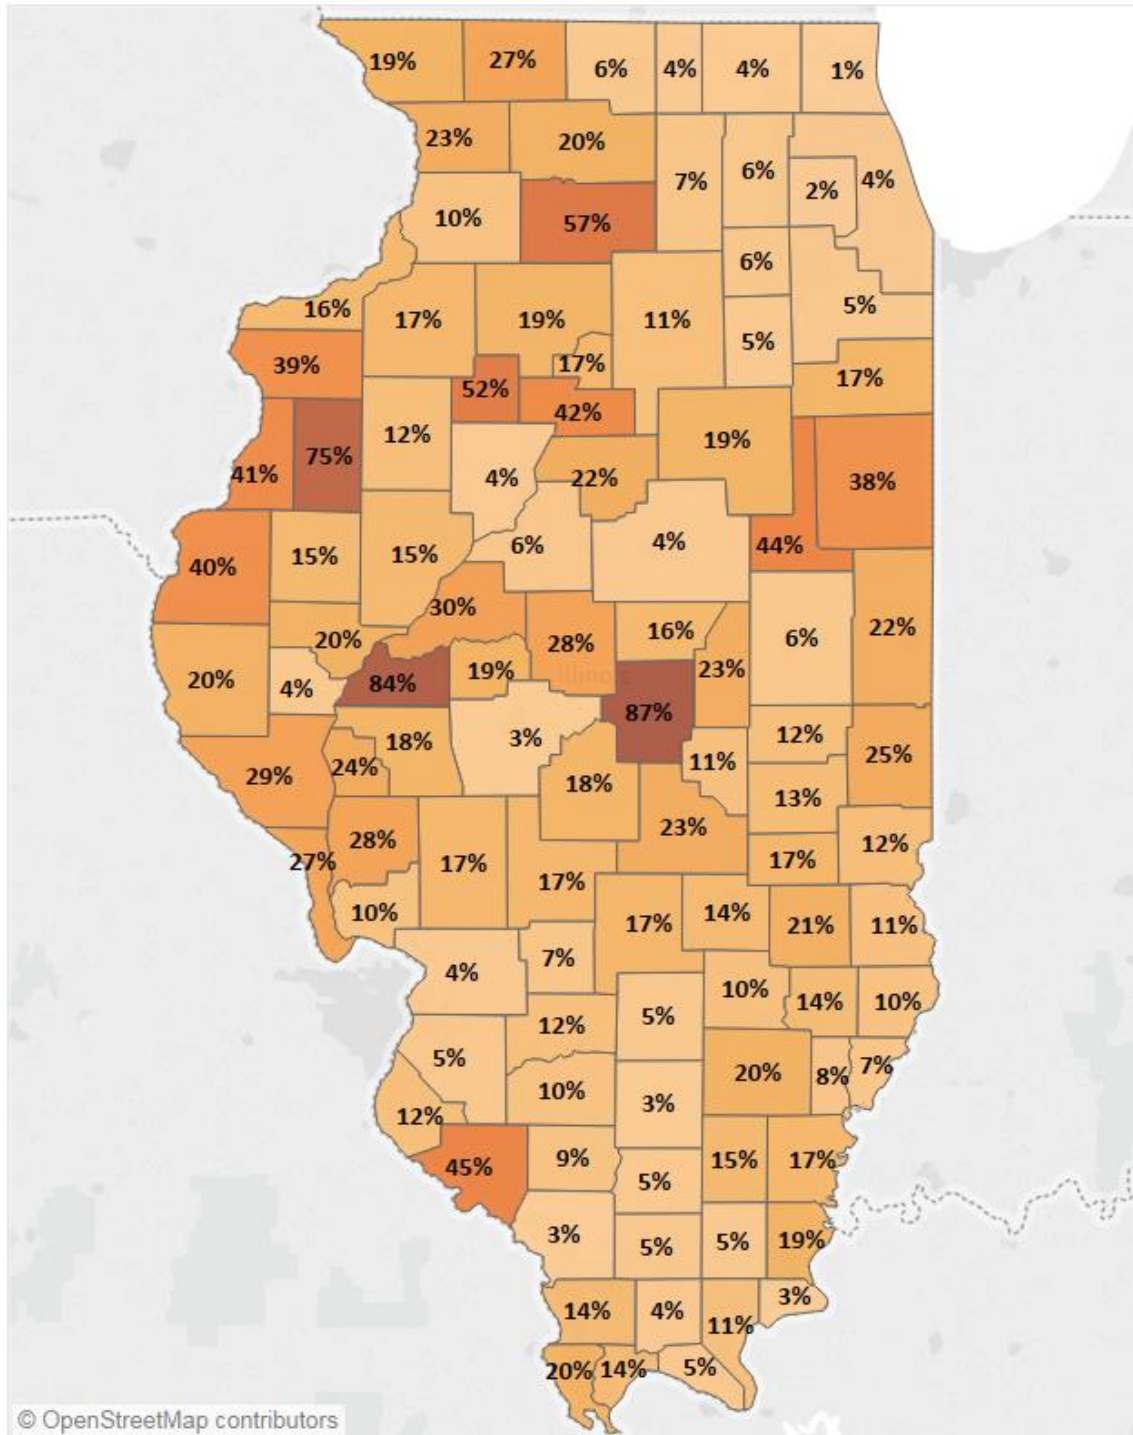 19% 27% 6% 4% 4% 1%
23% 20% 7% 6% 2% 4%
10% 57% 6%
16% 17% 19% 11% 5% 5%
39% 17% 17%
52% 42%
41% 75% 12% 4% 22% 19% 38%
40% 15% 15% 6% 4% 44%
30% 28% 16% 6% 22%
20% 23%
20% 4% 84% 19% Illinois
87%
18% 3% 12% 25%
29% 24% 18% 11% 13%
28% 23% 12%
27% 17% 17% 17%
10% 17% 14% 21% 11%
4% 7% 10% 14% 10%
12% 5%
5% 10% 20% 8% 7%
12% 3%
45% 9% 5% 15% 17%
3% 5% 5% 19%
14% 4% 11% 3%
20% 14% 5%
© OpenStreetMap contributors